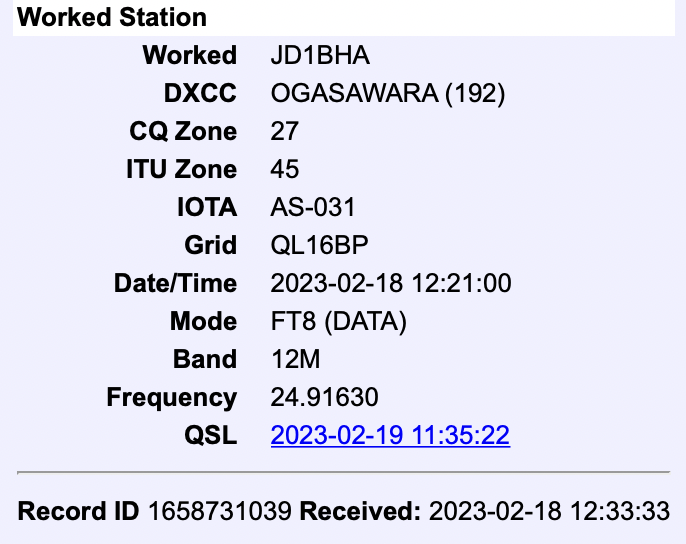 Worked Station
Worked JD1BHA
DXCC OGASAWARA (192)
CQ Zone 27
ITU Zone 45
IOTA AS-031
Grid QL16BP
Date/Time 2023-02-18 12:21:00
Mode FT8 (DATA)
Band 12M
Frequency 24.91630
QSL 2023-02-19 11:35:22
Record ID 1658731039 Received: 2023-02-18 12:33:33